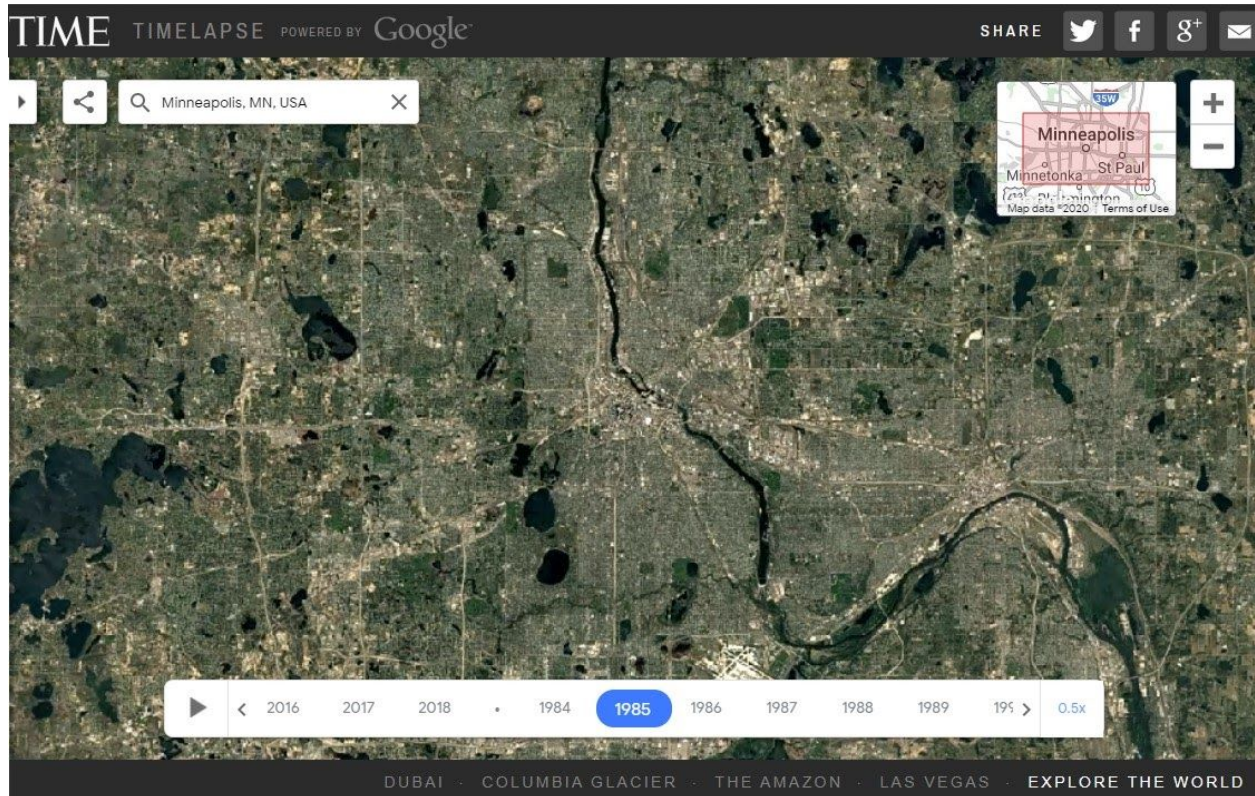 TIME TIMELAPSE POWERED BY Google
SHARE f g+
Minneapolis, MN, USA
35W
Minneapolis
St Paul
Minnetonka
Bloomington
Map data ©2020 Terms of Use
2016 2017 2018 · 1984 1985 1986 1987 1988 1989 199 0.5x
DUBAI · COLUMBIA GLACIER · THE AMAZON · LAS VEGAS · EXPLORE THE WORLD